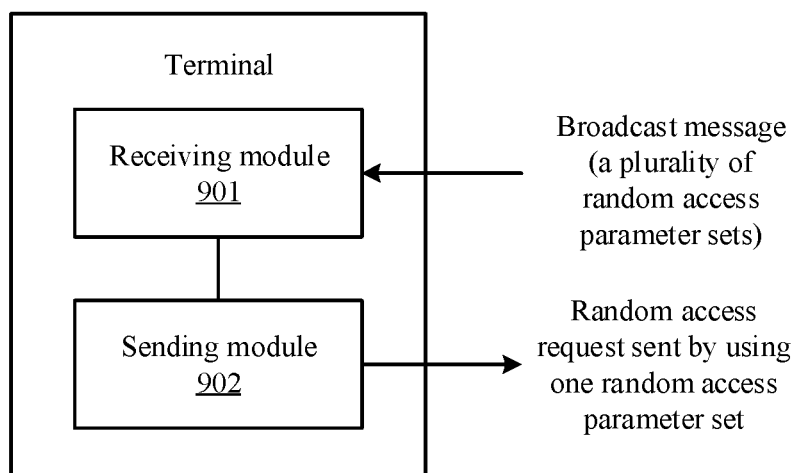 Terminal
Receiving module
901
Broadcast message
(a plurality of
random access
parameter sets)
Sending module
902
Random access
request sent by using
one random access
parameter set